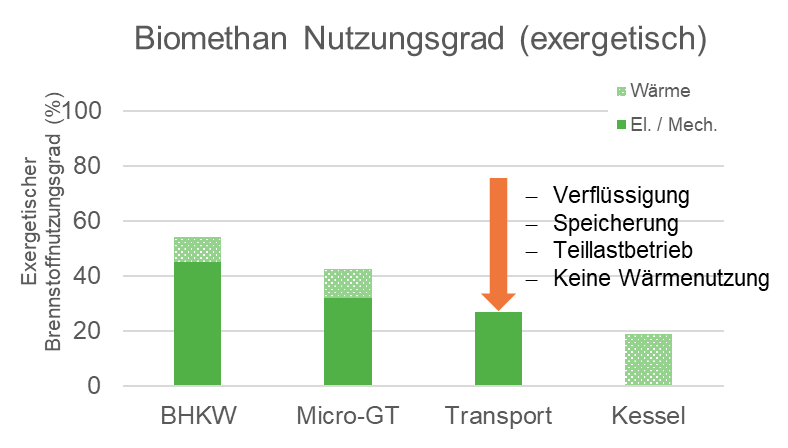 Biomethan Nutzungsgrad (exergetisch)
Exergetischer
Brennstoffnutzungsgrad (%)
100
80
60
40
20
0
Wärme
El. / Mech.
– Verflüssigung
– Speicherung
– Teillastbetrieb
– Keine Wärmenutzung
BHKW Micro-GT Transport Kessel